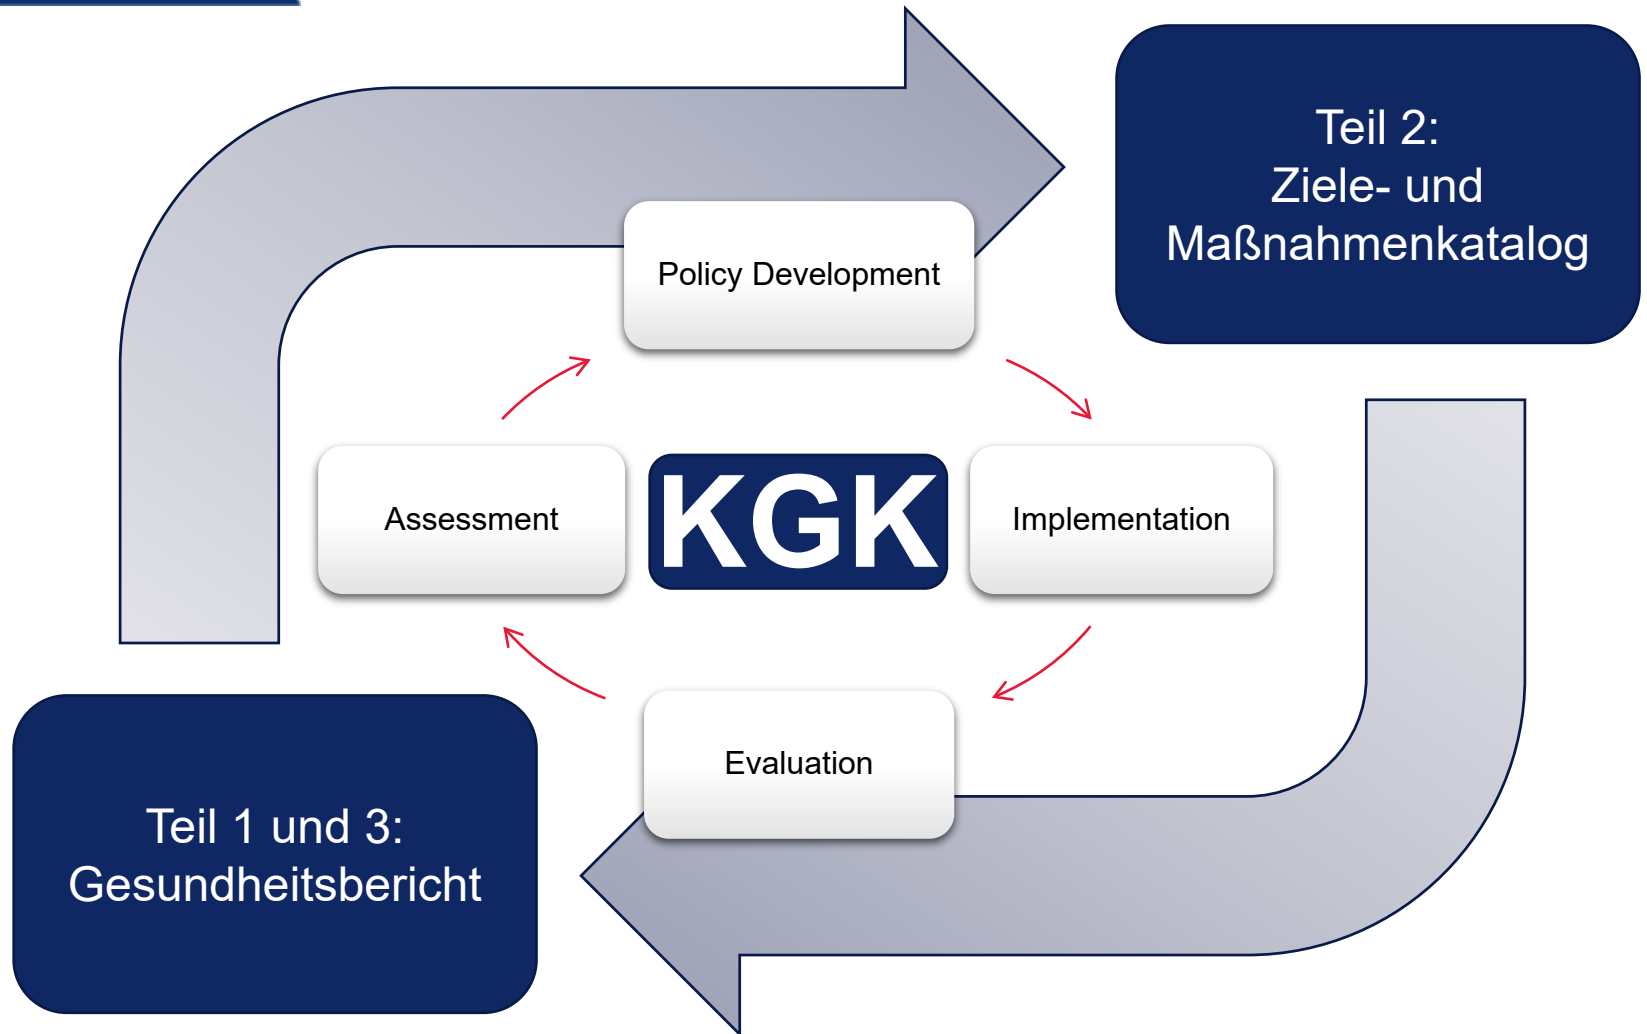 Teil 2:
Ziele- und
Maßnahmenkatalog
Policy Development
Assessment
KGK
Implementation
Evaluation
Teil 1 und 3:
Gesundheitsbericht